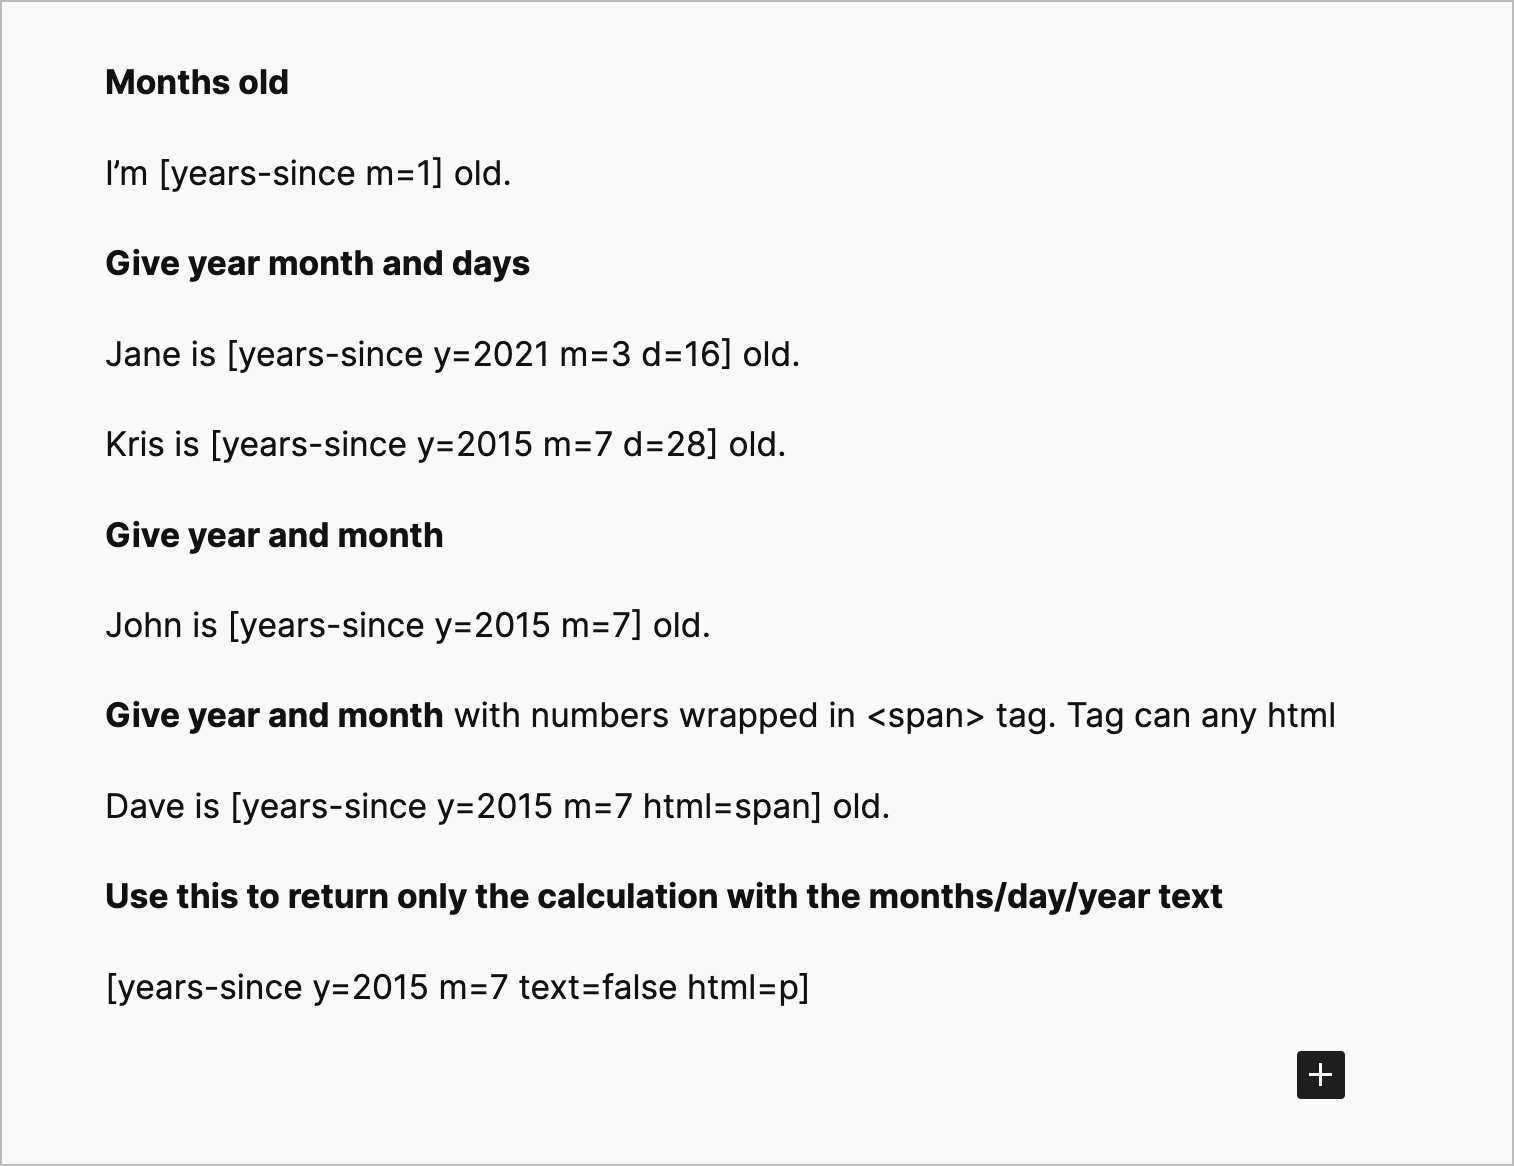 Months old
I’m [years-since m=1] old.
Give year month and days
Jane is [years-since y=2021 m=3 d=16] old.
Kris is [years-since y=2015 m=7 d=28] old.
Give year and month
John is [years-since y=2015 m=7] old.
Give year and month with numbers wrapped in <span> tag. Tag can any html
Dave is [years-since y=2015 m=7 html=span] old.
Use this to return only the calculation with the months/day/year text
[years-since y=2015 m=7 text=false html=p]